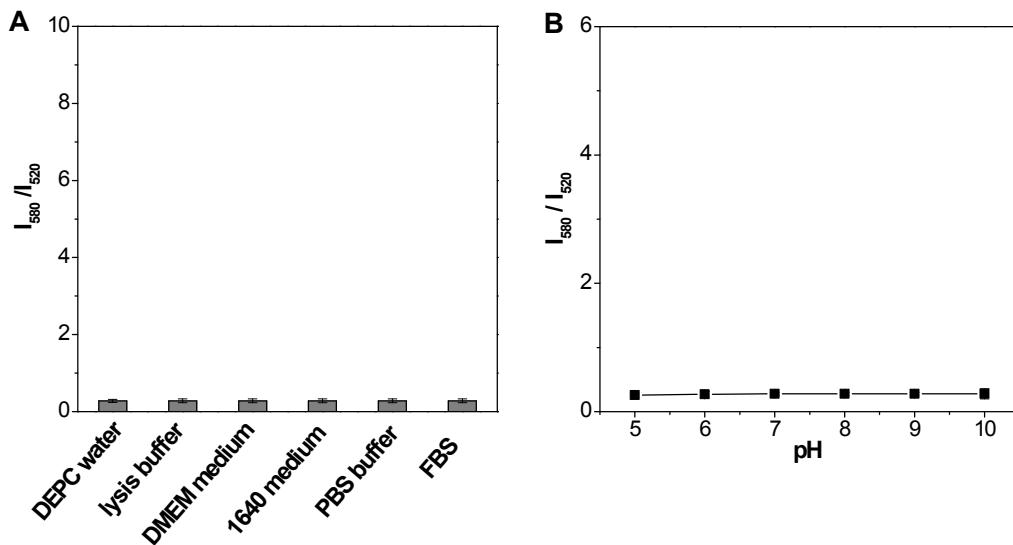 A
10
8
6
4
2
0
I580 /I520
DEPC water
lysis buffer
DMEM medium
1640 medium
PBS buffer
FBS
B
6
4
2
0
I580 / I520
5 6 7 8 9 10
pH